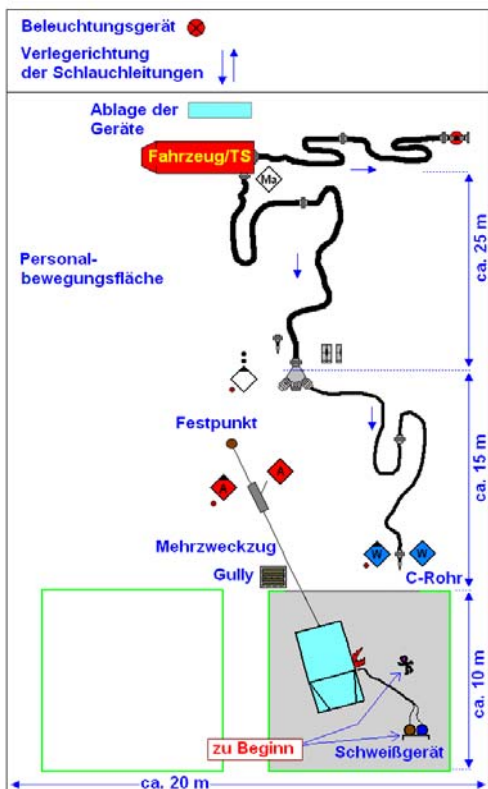 Beleuchtungsgerät
Verlegerichtung
der Schlauchleitungen
Ablage der
Geräte
Fahrzeug/TS
Ma
Personal-
bewegungsfläche
ca. 25 m
Festpunkt
A
A
Mehrzweckzug
Gully
W
W
C-Rohr
ca. 15 m
zu Beginn
Schweißgerät
ca. 10 m
ca. 20 m